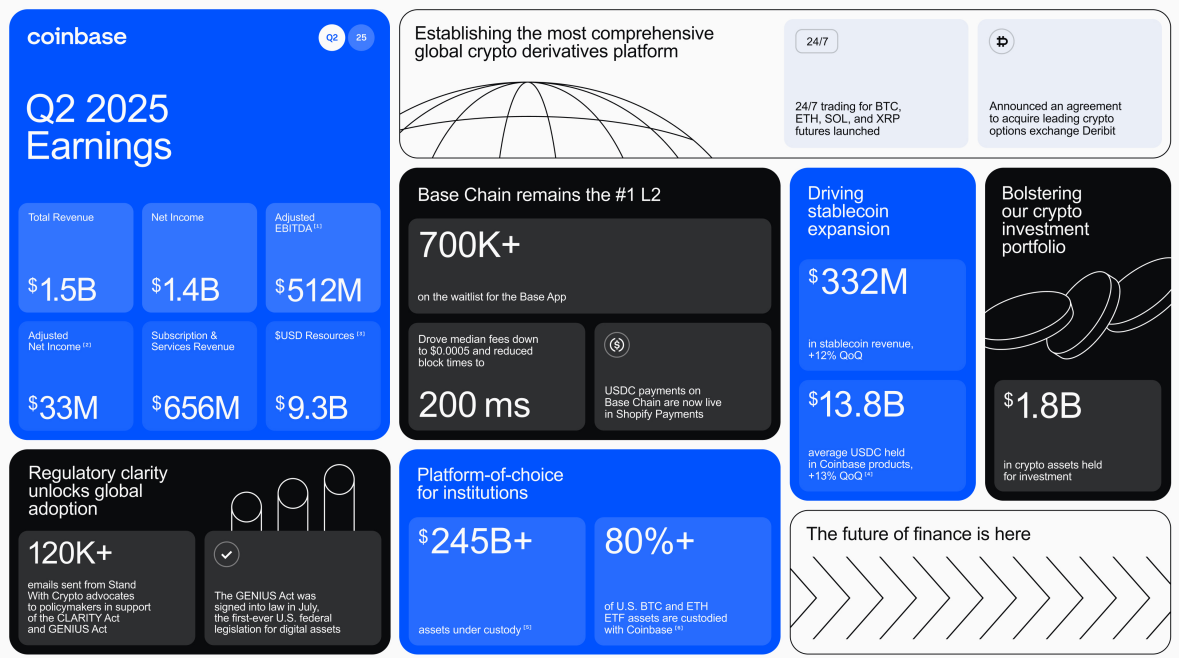 coinbase
Q2
25
Q2 2025
Earnings
Total Revenue
$1.5B
Net Income
$1.4B
Adjusted
EBITDA [1]
$512M
Adjusted
Net Income [2]
$33M
Subscription &
Services Revenue
$656M
$USD Resources [3]
$9.3B
Establishing the most comprehensive
global crypto derivatives platform
24/7
24/7 trading for BTC,
ETH, SOL, and XRP
futures launched
Announced an agreement
to acquire leading crypto
options exchange Deribit
Base Chain remains the #1 L2
700K+
on the waitlist for the Base App
Drove median fees down
to $0.0005 and reduced
block times to
200 ms
USDC payments on
Base Chain are now live
in Shopify Payments
Driving
stablecoin
expansion
$332M
in stablecoin revenue,
+12% QoQ
$13.8B
average USDC held
in Coinbase products,
+13% QoQ [4]
Bolstering
our crypto
investment
portfolio
$1.8B
in crypto assets held
for investment
Regulatory clarity
unlocks global
adoption
120K+
emails sent from Stand
With Crypto advocates
to policymakers in support
of the CLARITY Act
and GENIUS Act
The GENIUS Act was
signed into law in July,
the first-ever U.S. federal
legislation for digital assets
Platform-of-choice
for institutions
$245B+
assets under custody [5]
80%+
of U.S. BTC and ETH
ETF assets are custodied
with Coinbase [6]
The future of finance is here